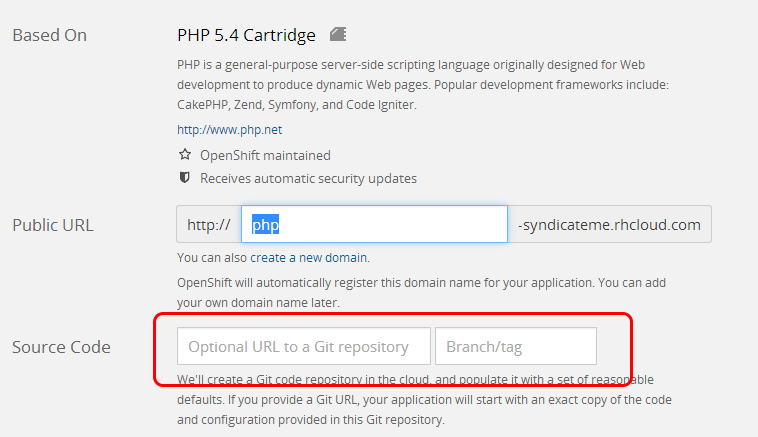 Based On PHP 5.4 Cartridge
PHP is a general-purpose server-side scripting language originally designed for Web
development to produce dynamic Web pages. Popular development frameworks include:
CakePHP, Zend, Symfony, and Code Igniter.
http://www.php.net
OpenShift maintained
Receives automatic security updates
Public URL http:// php -syndicateme.rhcloud.com
You can also create a new domain.
OpenShift will automatically register this domain name for your application. You can add
your own domain name later.
Source Code Optional URL to a Git repository Branch/tag
We'll create a Git code repository in the cloud, and populate it with a set of reasonable
defaults. If you provide a Git URL, your application will start with an exact copy of the code
and configuration provided in this Git repository.